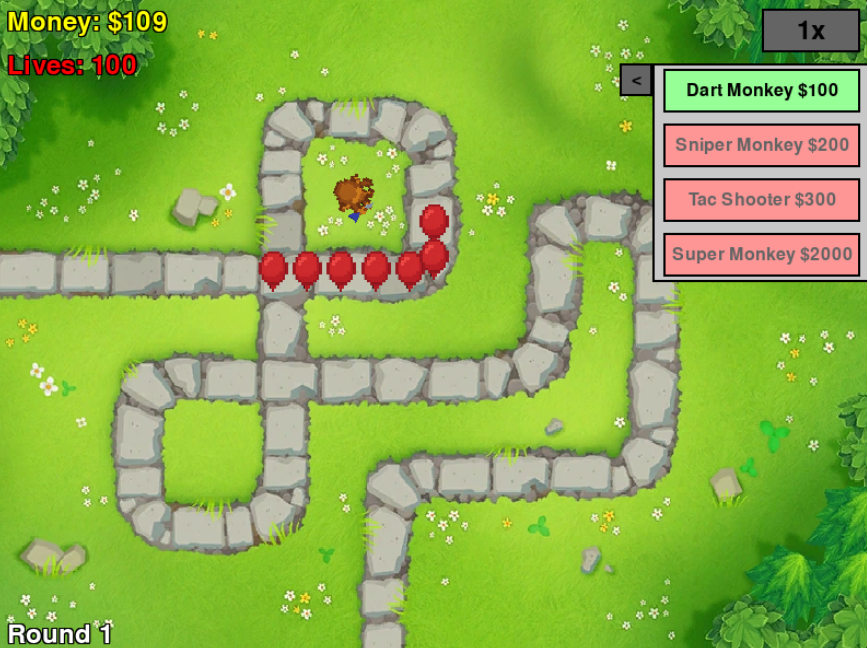 Money: $109
Lives: 100
1x
<
Dart Monkey $100
Sniper Monkey $200
Tac Shooter $300
Super Monkey $2000
Round 1